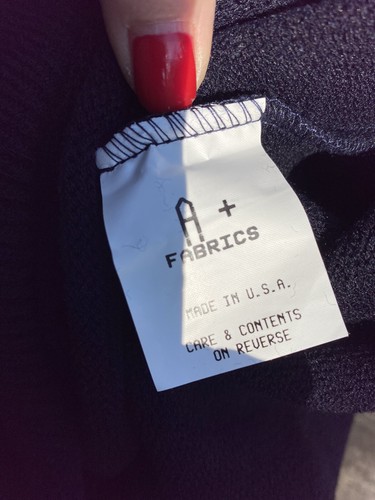 A +
FABRICS
MADE IN U.S.A.
CARE & CONTENTS
ON REVERSE